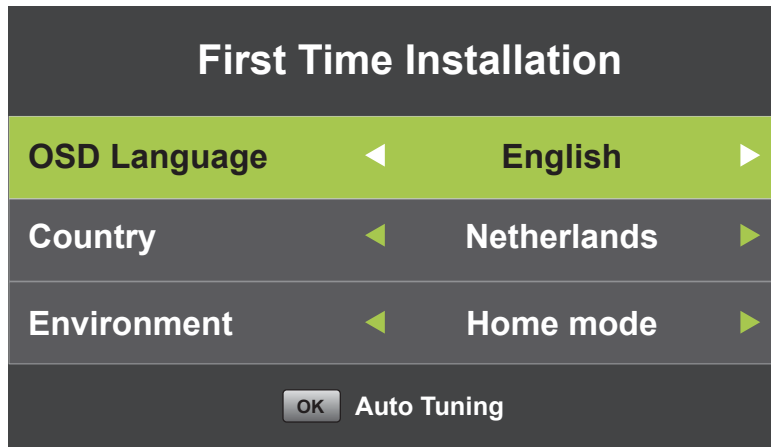 First Time Installation
OSD Language English
Country Netherlands
Environment Home mode
OK Auto Tuning